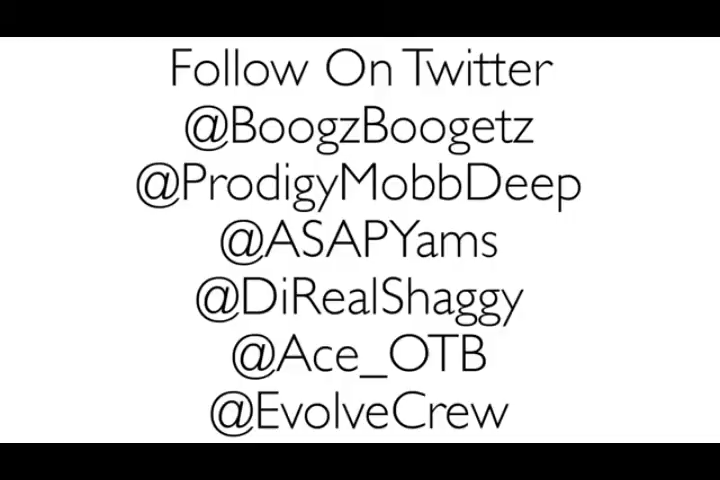 Follow On Twitter
@BoogzBoogetz
@ProdigyMobbDeep
@ASAPYams
@DiRealShaggy
@Ace_OTB
@EvolveCrew